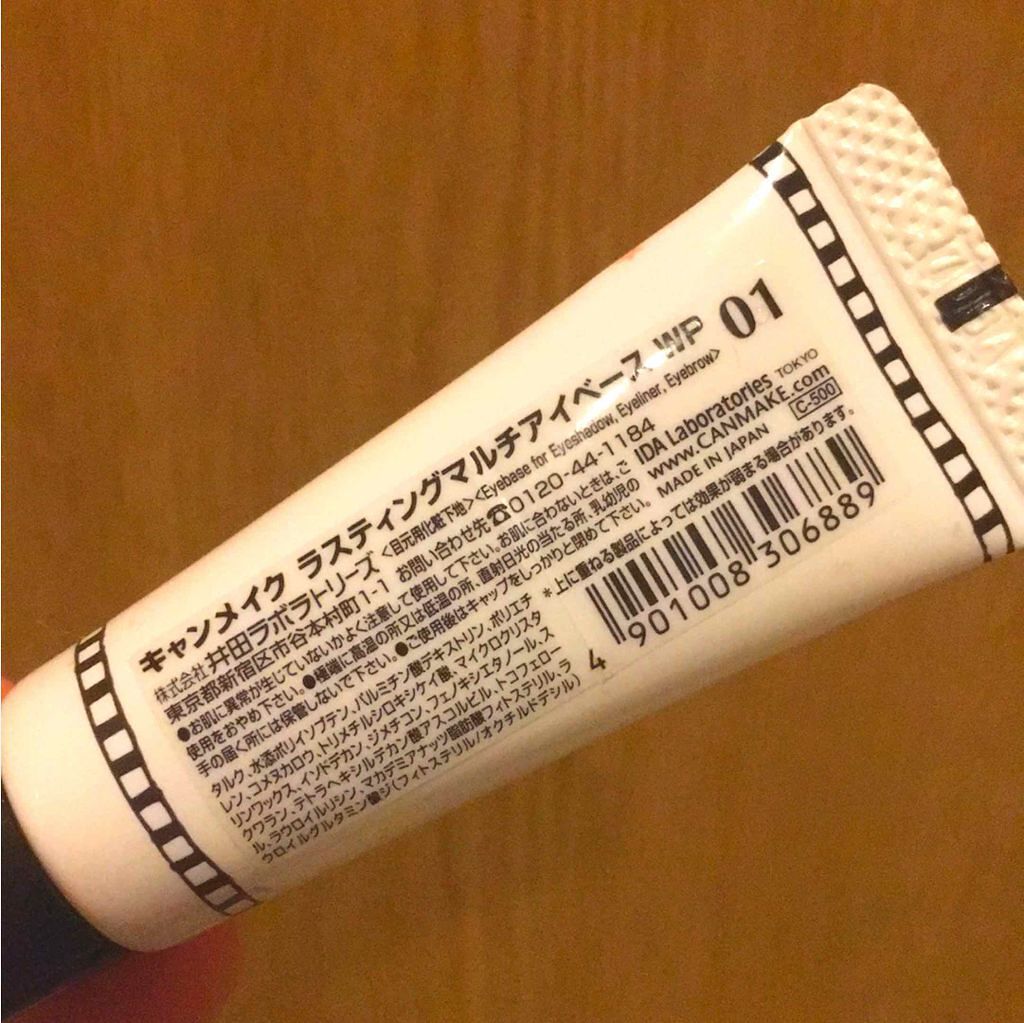 キャンメイク ラスティングマルチアイベース WP 01
株式会社 井田ラボラトリーズ <目元用化粧下地><Eyebase for Eyeshadow, Eyeliner, Eyebrow>
東京都新宿区市谷本村町1-1 お問い合わせ先☎0120-44-1184
IDA Laboratories TOKYO
www.CANMAKE.com
MADE IN JAPAN C-500
●お肌に異常が生じていないかよく注意して使用して下さい。お肌に合わないときは、ご
使用をおやめ下さい。●極端に高温の所又は低温の所、直射日光の当たる所、乳幼児の
手の届く所には保管しないで下さい。●ご使用後はキャップをしっかりと閉めて下さい。
*上に重ねる製品によっては効果が弱まる場合があります。
タルク、水添ポリイソブテン、パルミチン酸デキストリン、ポリエチ
レン、コメヌカロウ、トリメチルシロキシケイ酸、マイクロクリスタ
リンワックス、イソドデカン、ジメチコン、フェノキシエタノール、ス
クワラン、テトラヘキシルデカン酸アスコルビル、トコフェロー
ル、ラウロイルリシン、マカデミアナッツ脂肪酸フィトステリル、ラ
ウロイルグルタミン酸ジ(フィトステリル/オクチルドデシル)
4 901008 306889